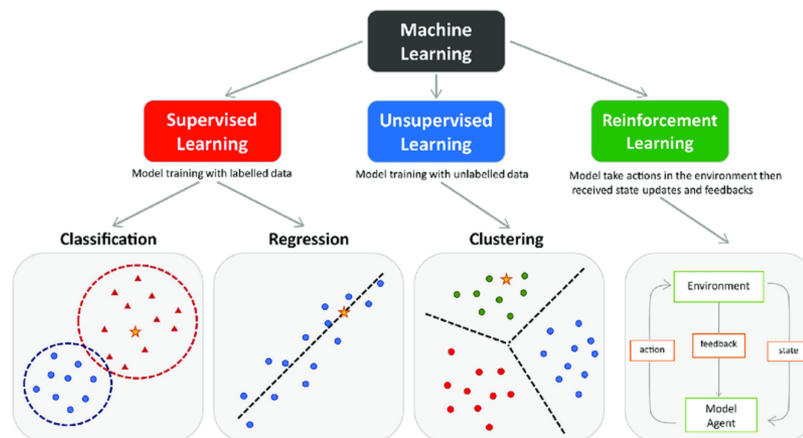 Machine
Learning
Supervised
Learning
Unsupervised
Learning
Reinforcement
Learning
Model training with labelled data
Model training with unlabelled data
Model take actions in the environment then
received state updates and feedbacks
Classification
Regression
Clustering
Environment
action
feedback
state
Model
Agent